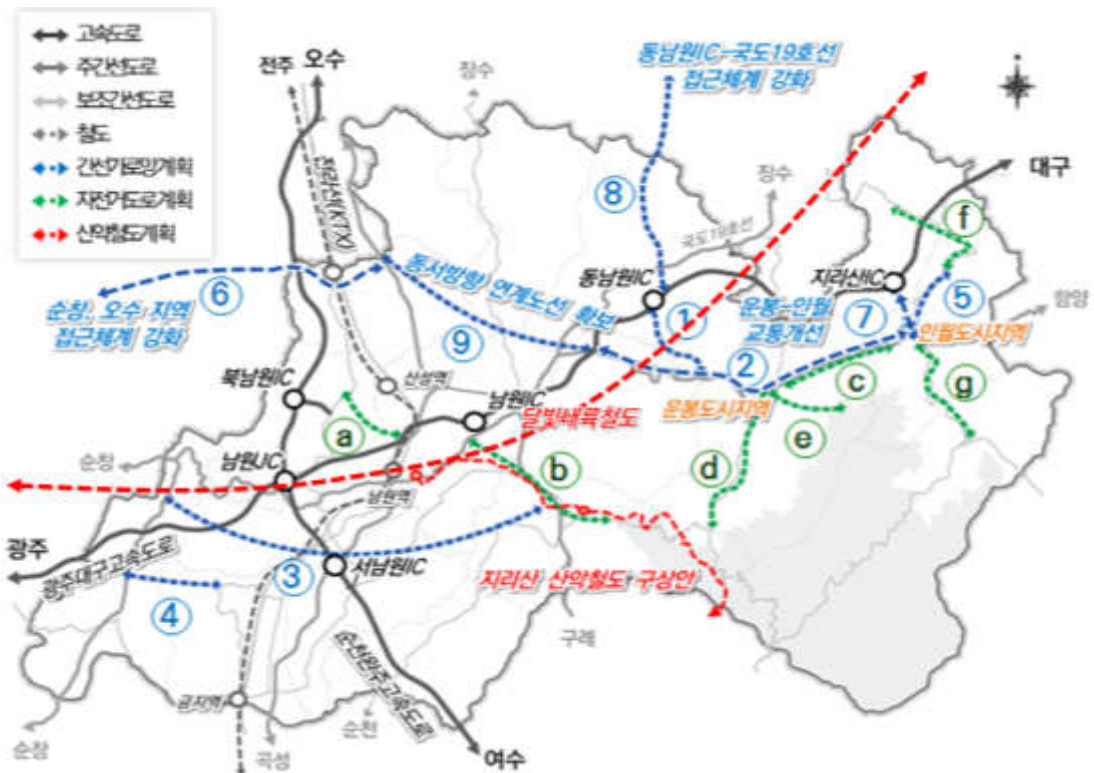 고속도로
주간선도로
보조간선도로
철도
간선가로망계획
자전거도로계획
산악철도계획
전주
오수
장수
동남원IC-국도19호선
접근체계 강화
대구
장수
국도19호선
전라선(KTX)
8
f
동남원IC
지리산IC
6
순창, 오수 지역
접근체계 강화
동서방향 연계도선 확보
1
운봉-인월
교통개선
7
5
함양
인월도시지역
9
2
산성역
북남원IC
남원IC
운봉도시지역
c
g
달빛내륙철도
a
e
순창
남원JC
남원역
b
d
광주
광주대구고속도로
3
서남원IC
지리산 산악철도 구상안
4
구례
금지역
순천완주고속도로
순창
곡성
순천
여수